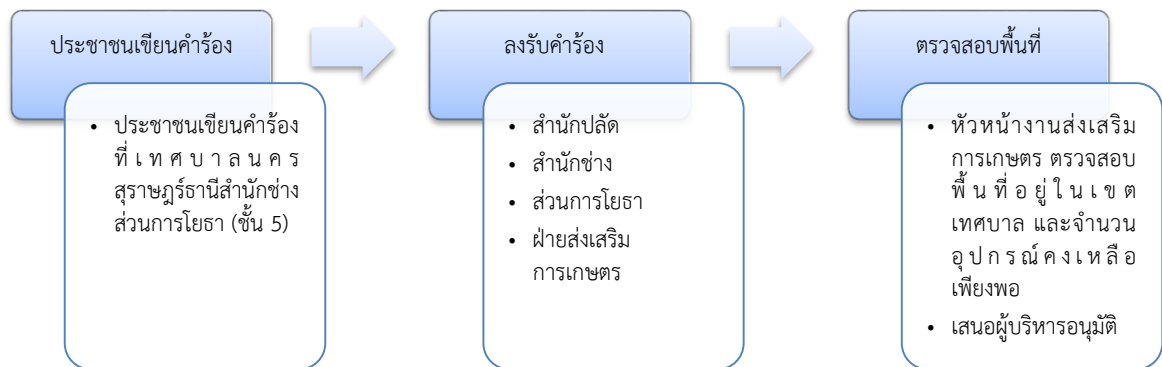 ประชาชนเขียนคำร้อง
• ประชาชนเขียนคำร้อง
ที่เทศบาลนคร
สุราษฎร์ธานีสำนักช่าง
ส่วนการโยธา (ชั้น 5)
ลงรับคำร้อง
• สำนักปลัด
• สำนักช่าง
• ส่วนการโยธา
• ฝ่ายส่งเสริม
การเกษตร
ตรวจสอบพื้นที่
• หัวหน้างานส่งเสริม
การเกษตร ตรวจสอบ
พื้นที่อยู่ในเขต
เทศบาล และจำนวน
อุปกรณ์คงเหลือ
เพียงพอ
• เสนอผู้บริหารอนุมัติ